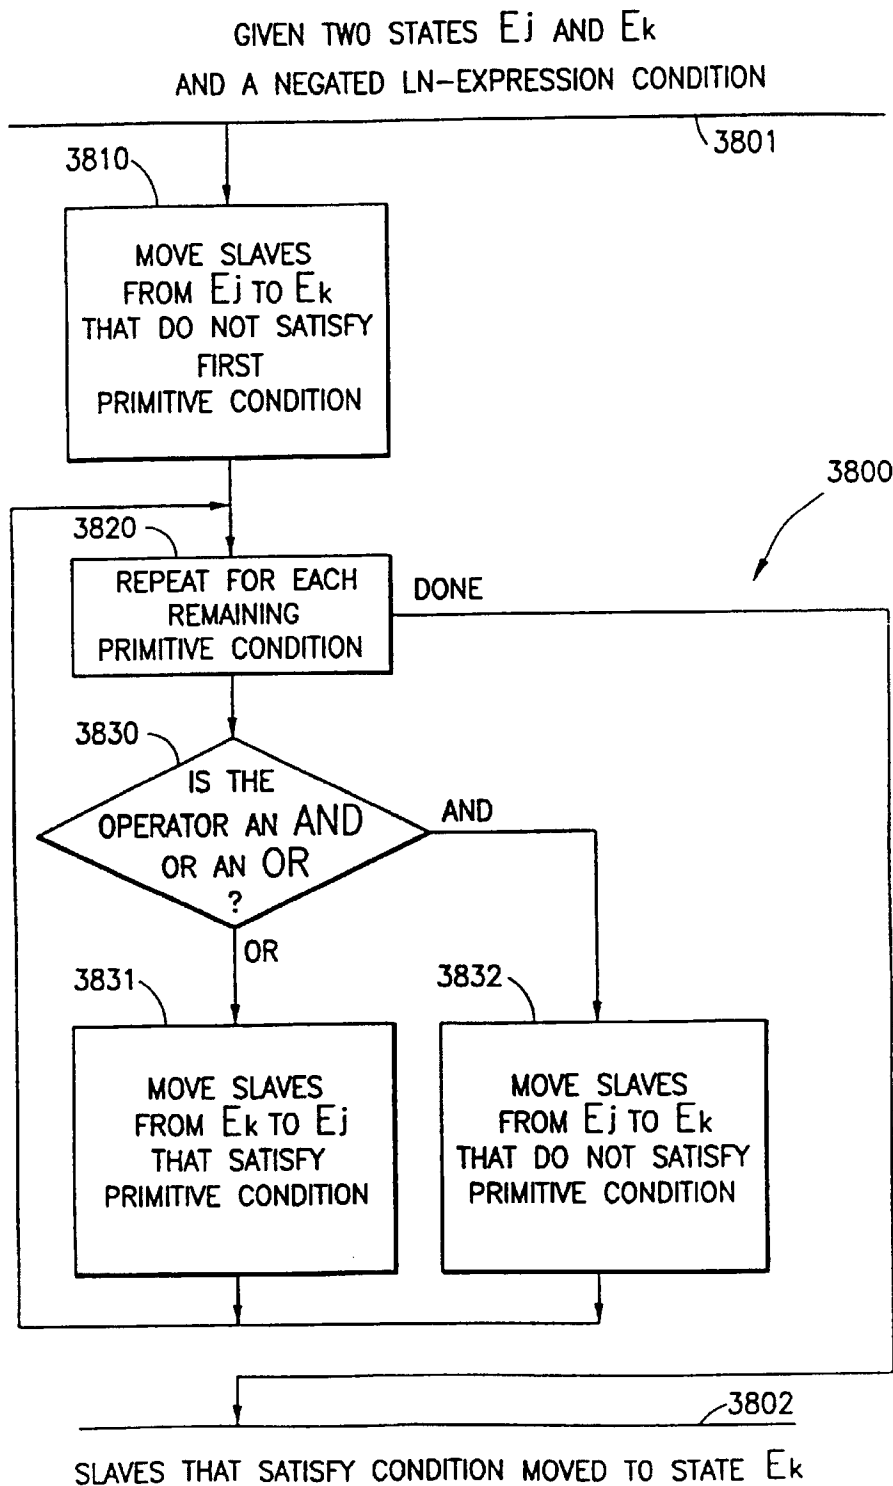 GIVEN TWO STATES Ej AND Ek
AND A NEGATED LN-EXPRESSION CONDITION
3801
3810
MOVE SLAVES
FROM Ej TO Ek
THAT DO NOT SATISFY
FIRST
PRIMITIVE CONDITION
3800
3820
REPEAT FOR EACH
REMAINING
PRIMITIVE CONDITION
DONE
3830
IS THE
OPERATOR AN AND
OR AN OR
?
AND
OR
3831
MOVE SLAVES
FROM Ek TO Ej
THAT SATISFY
PRIMITIVE CONDITION
3832
MOVE SLAVES
FROM Ej TO Ek
THAT DO NOT SATISFY
PRIMITIVE CONDITION
3802
SLAVES THAT SATISFY CONDITION MOVED TO STATE Ek